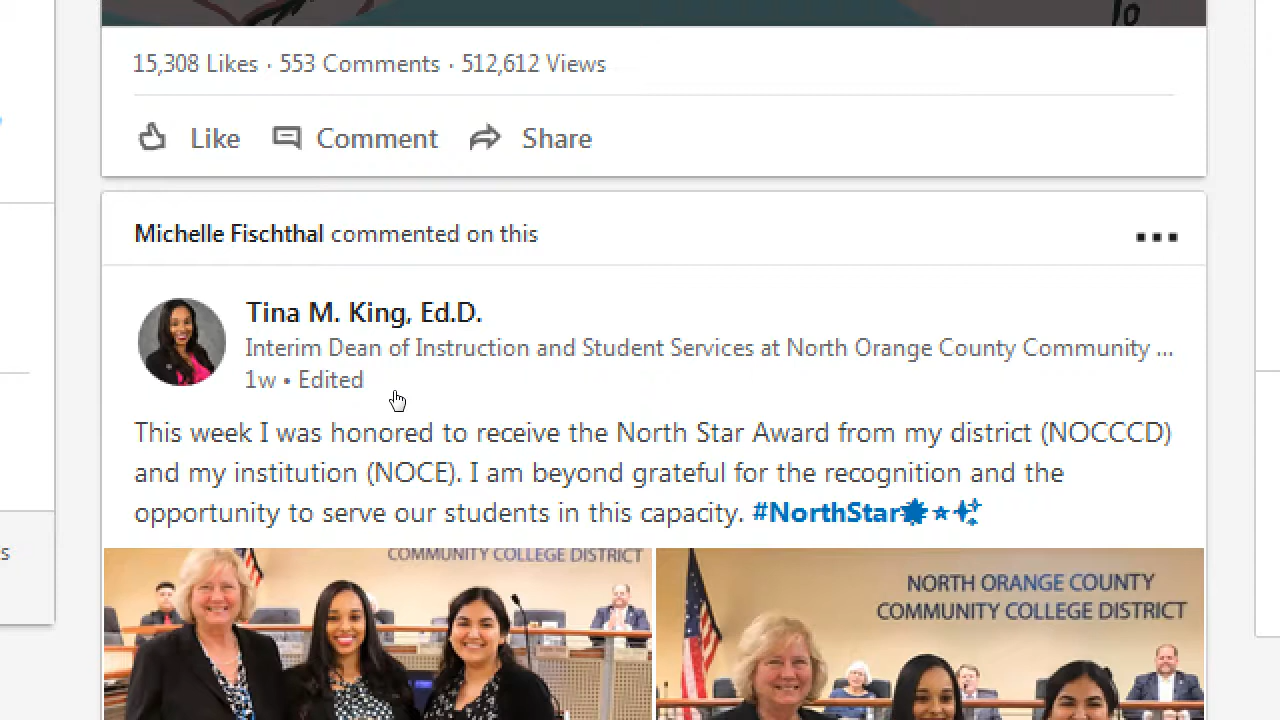 Jo
15,308 Likes · 553 Comments · 512,612 Views
Like Comment Share
Michelle Fischthal commented on this
Tina M. King, Ed.D.
Interim Dean of Instruction and Student Services at North Orange County Community ...
1w • Edited
This week I was honored to receive the North Star Award from my district (NOCCCD)
and my institution (NOCE). I am beyond grateful for the recognition and the
opportunity to serve our students in this capacity. #NorthStar
COMMUNITY COLLEGE DISTRICT
NORTH ORANGE COUNTY
COMMUNITY COLLEGE DISTRICT
s